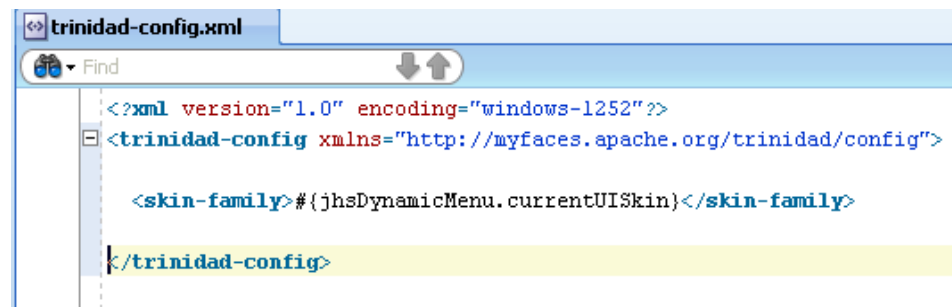 trinidad-config.xml
Find
<?xml version="1.0" encoding="windows-1252"?>
<trinidad-config xmlns="http://myfaces.apache.org/trinidad/config">
<skin-family>#{jhsDynamicMenu.currentUISkin}</skin-family>
</trinidad-config>